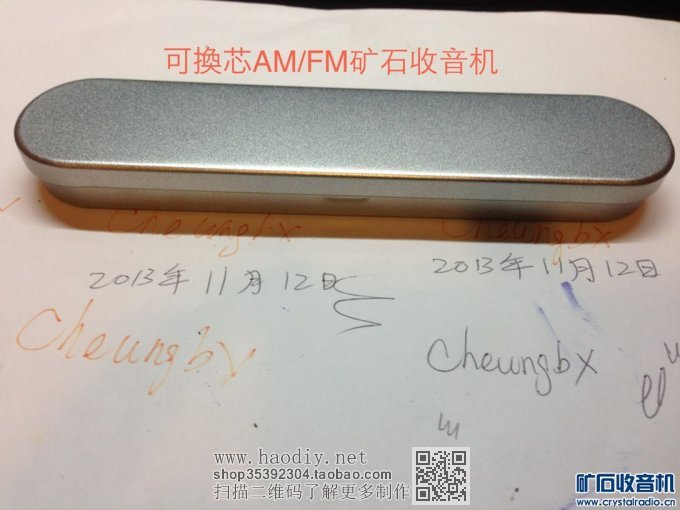 可換芯AM/FM矿石收音机
Cheungbx Cheungbx
2013年11月12日 2013年11月12日
Cheungbx Cheungbx
www.haodiy.net
shop35392304.taobao.com
扫描二维码了解更多制作
矿石收音机
www.crystalradio.cn